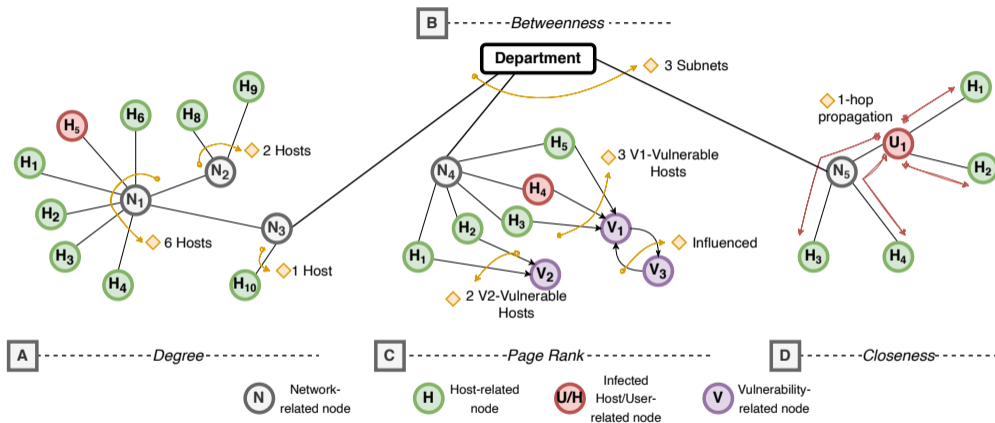 B
Betweenness
Department
3 Subnets
H9
H8
H6
H5
H1
2 Hosts
N2
N1
H2
H3
H4
6 Hosts
N3
1 Host
H10
N4
H5
3 V1-Vulnerable
Hosts
H4
H3
H2
V1
Influenced
H1
V2
V3
2 V2-Vulnerable
Hosts
1-hop
propagation
H1
U1
N5
H2
H3
H4
A
Degree
C
Page Rank
D
Closeness
N
Network-
related node
H
Host-related
node
U/H
Infected
Host/User-
related node
V
Vulnerability-
related node